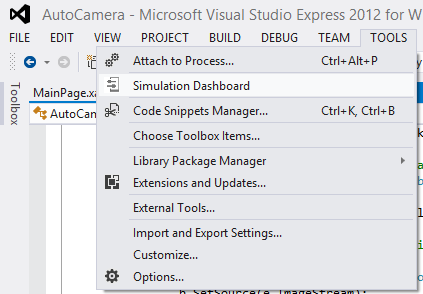 AutoCamera - Microsoft Visual Studio Express 2012 for W
FILE EDIT VIEW PROJECT BUILD DEBUG TEAM TOOLS
Toolbox
MainPage.xa
AutoCam
Attach to Process... Ctrl+Alt+P
Simulation Dashboard
Code Snippets Manager... Ctrl+K, Ctrl+B
Choose Toolbox Items...
Library Package Manager
Extensions and Updates...
External Tools...
Import and Export Settings...
Customize...
Options...